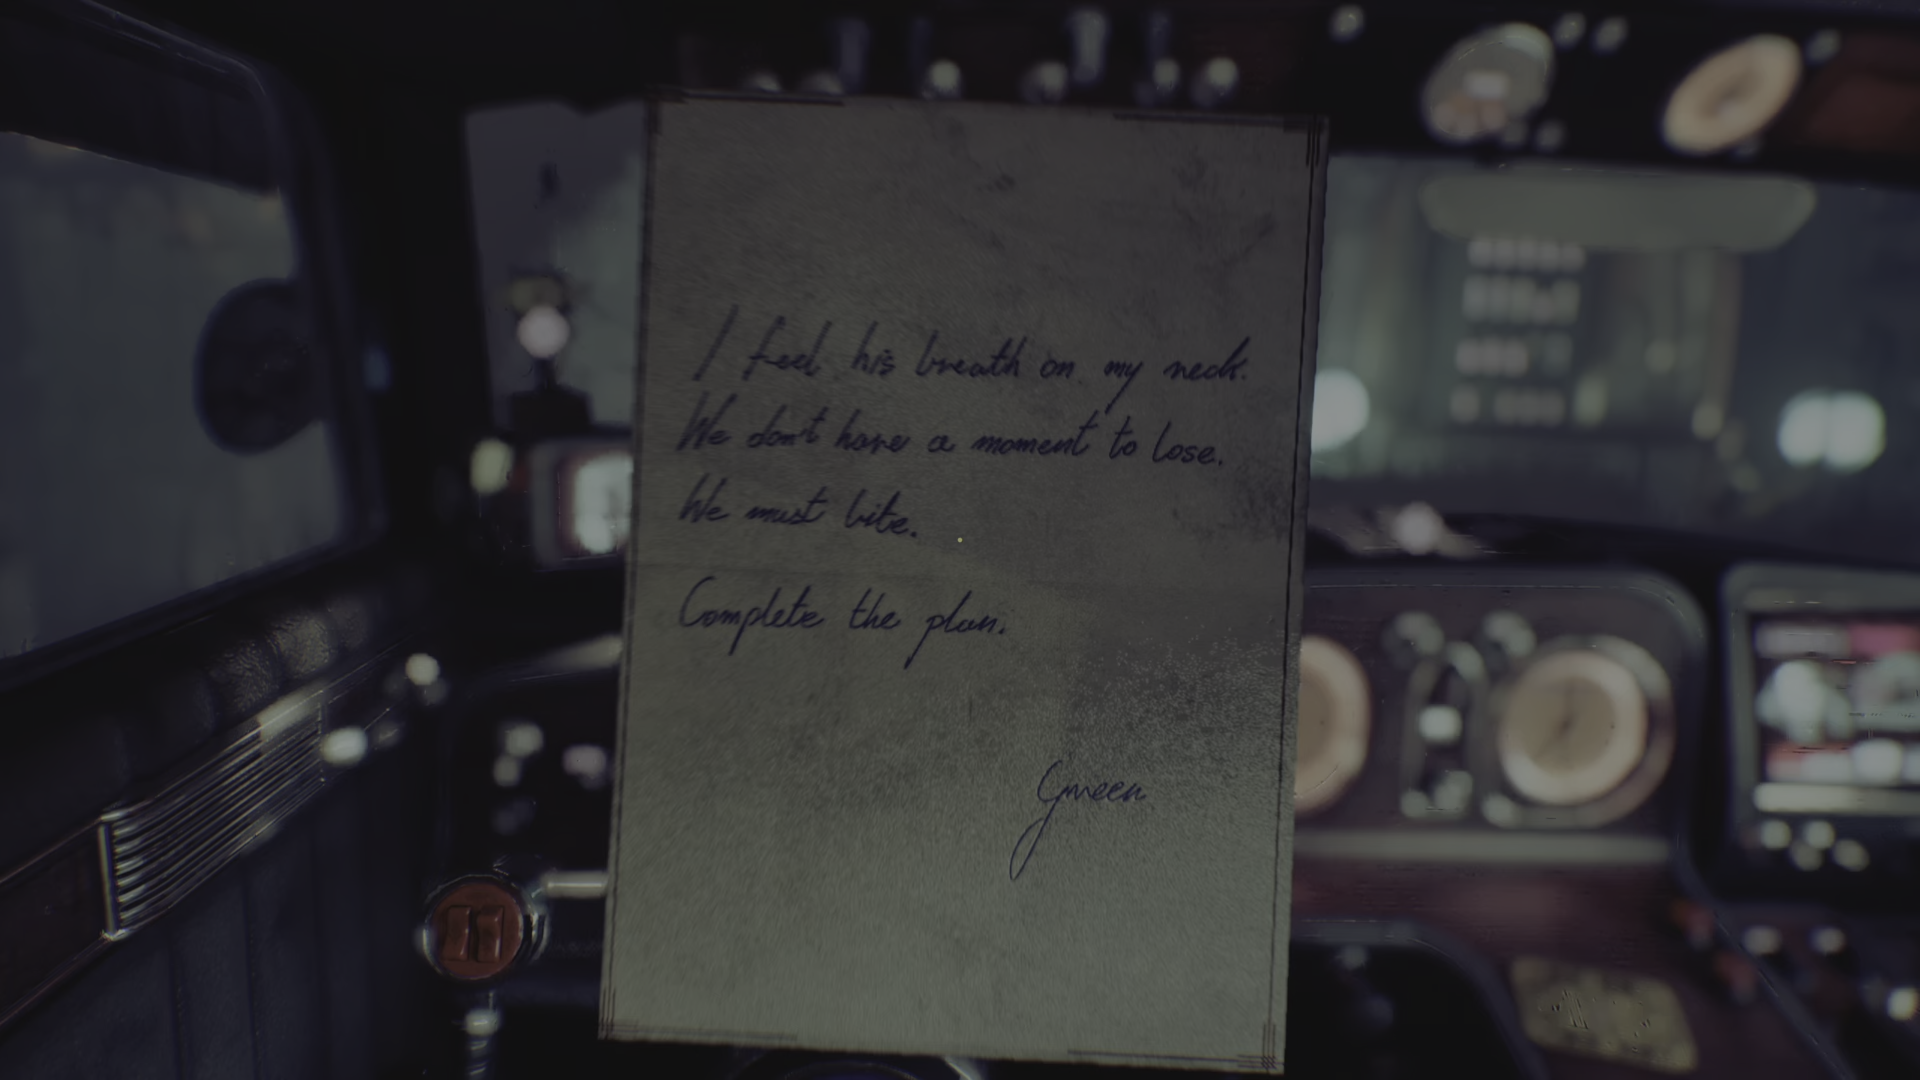 I feel his breath on my neck.
We don't have a moment to lose.
We must bite.
Complete the plan.
Green